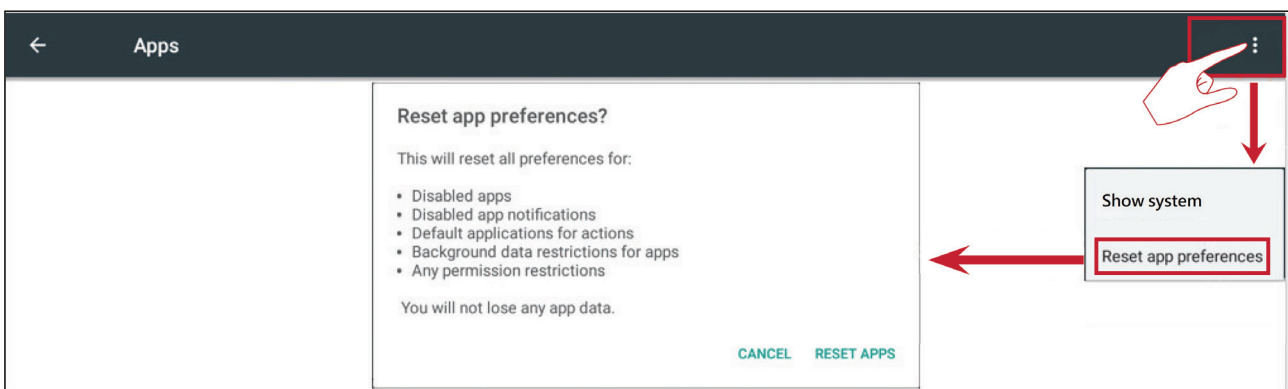 Apps
Reset app preferences?
This will reset all preferences for:
• Disabled apps
• Disabled app notifications
• Default applications for actions
• Background data restrictions for apps
• Any permission restrictions
You will not lose any app data.
CANCEL RESET APPS
Show system
Reset app preferences